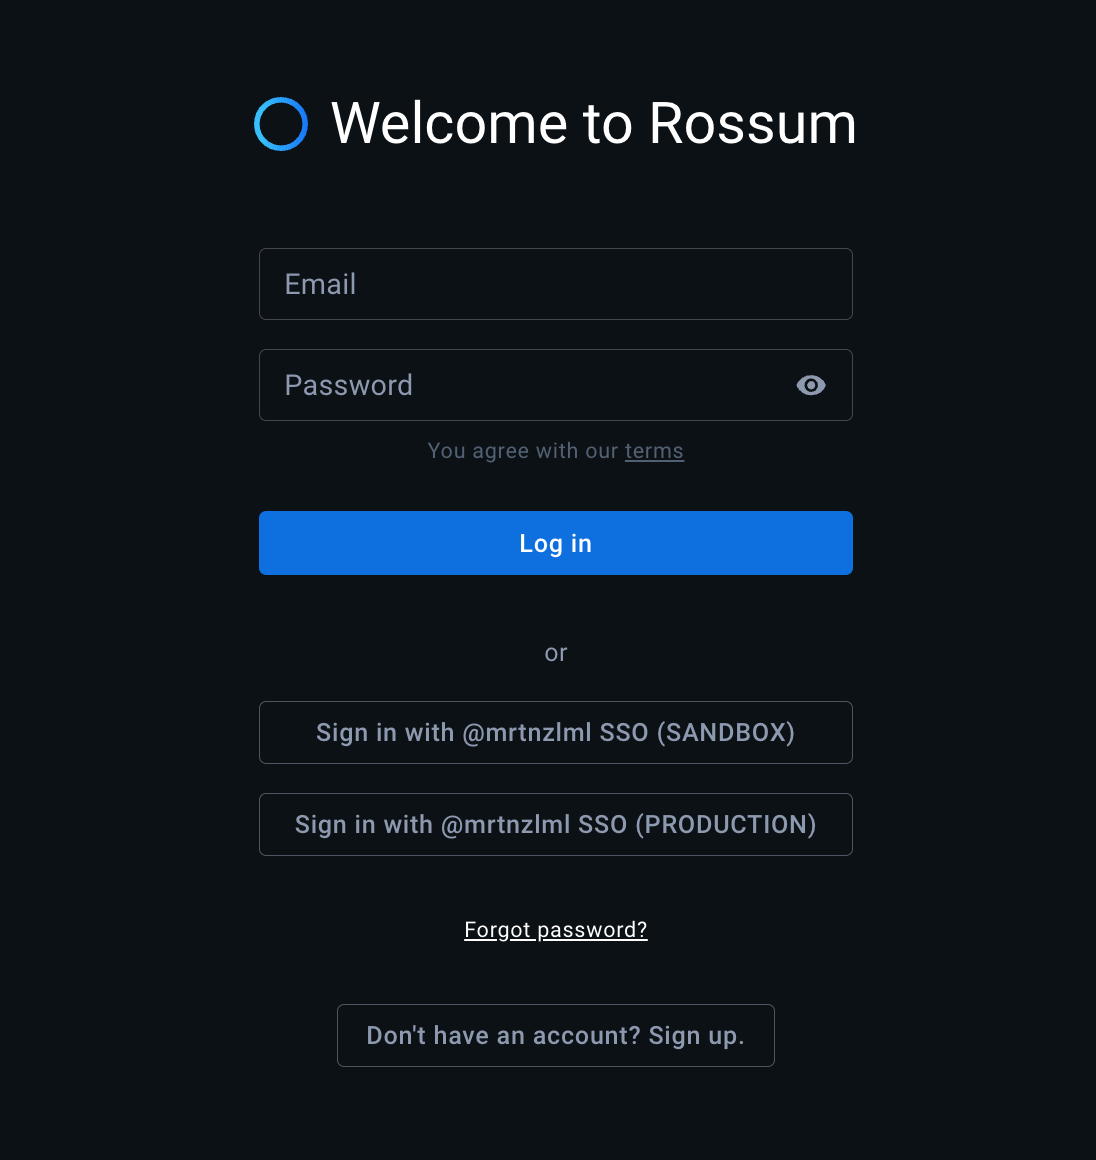 Welcome to Rossum
Email
Password
You agree with our terms
Log in
or
Sign in with @mrtnzlml SSO (SANDBOX)
Sign in with @mrtnzlml SSO (PRODUCTION)
Forgot password?
Don't have an account? Sign up.